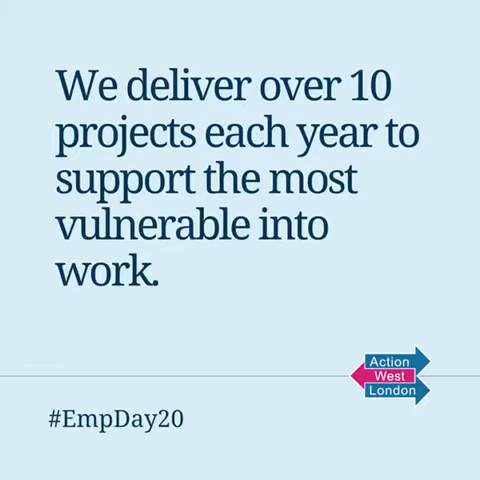 We deliver over 10
projects each year to
support the most
vulnerable into
work.
Action
West
London
#EmpDay20